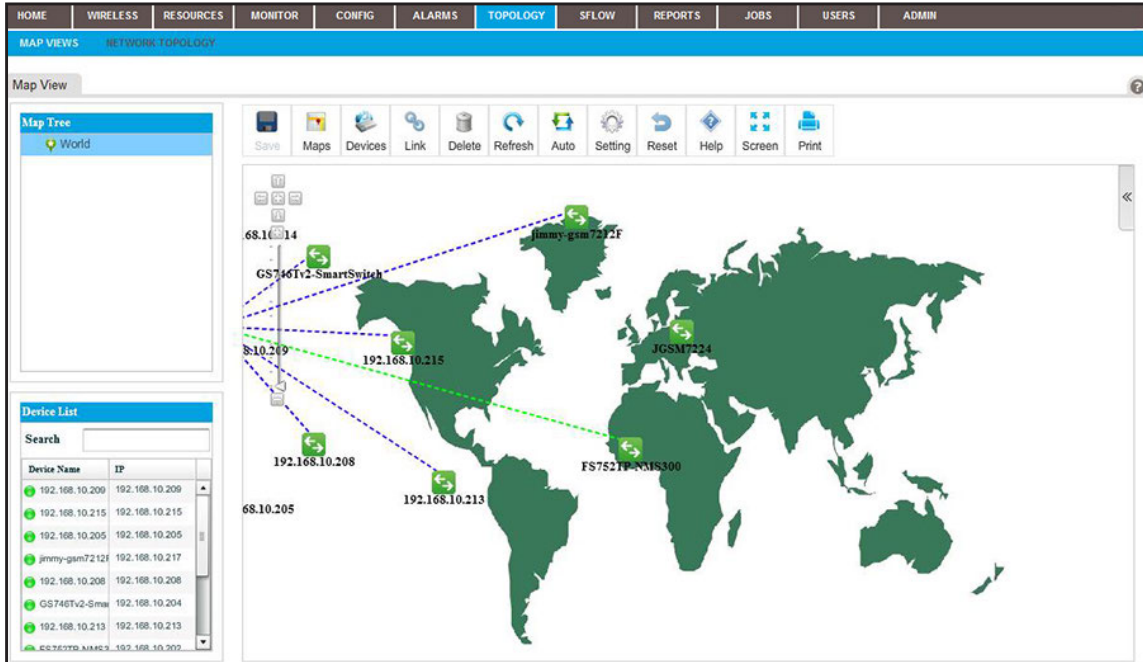 HOME WIRELESS RESOURCES MONITOR CONFIG ALARMS TOPOLOGY SFLOW REPORTS JOBS USERS ADMIN
MAP VIEWS NETWORK TOPOLOGY
Map View
Map Tree
World
Save Maps Devices Link Delete Refresh Auto Setting Reset Help Screen Print
jimmy-gsm7212F
GS746Tv2-SmartSwitch
JGSM7224
192.168.10.215
192.168.10.208
FS752TP-NMS300
192.168.10.213
68.10.205
Device List
Search
Device Name IP
192.168.10.209 192.168.10.209
192.168.10.215 192.168.10.215
192.168.10.205 192.168.10.205
jimmy-gsm7212F 192.168.10.217
192.168.10.208 192.168.10.208
GS746Tv2-Smar 192.168.10.204
192.168.10.213 192.168.10.213
192.168.10.202